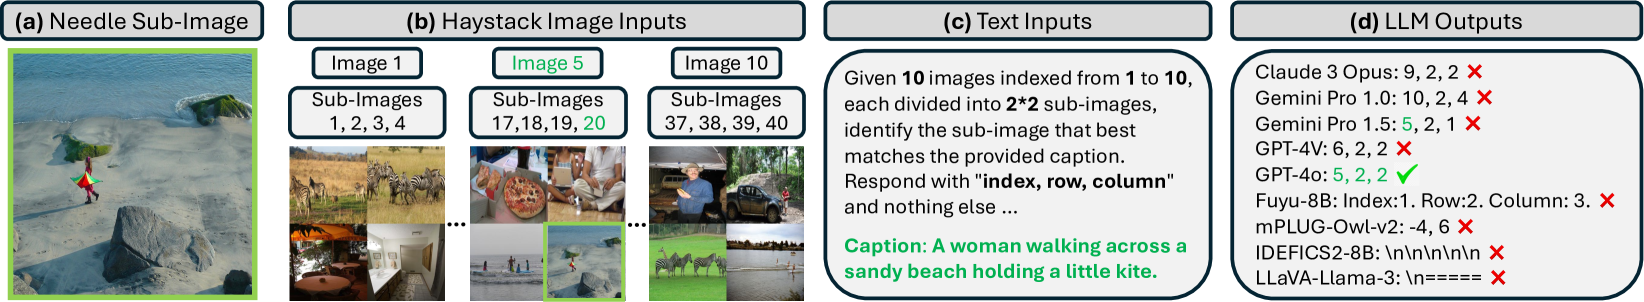 (a) Needle Sub-Image
(b) Haystack Image Inputs
Image 1
Image 5
Image 10
Sub-Images
1, 2, 3, 4
Sub-Images
17,18,19, 20
Sub-Images
37, 38, 39, 40
...
...
(c) Text Inputs
Given 10 images indexed from 1 to 10,
each divided into 2*2 sub-images,
identify the sub-image that best
matches the provided caption.
Respond with "index, row, column"
and nothing else ...
Caption: A woman walking across a
sandy beach holding a little kite.
(d) LLM Outputs
Claude 3 Opus: 9, 2, 2 ❌
Gemini Pro 1.0: 10, 2, 4 ❌
Gemini Pro 1.5: 5, 2, 1 ❌
GPT-4V: 6, 2, 2 ❌
GPT-4o: 5, 2, 2 ✔
Fuyu-8B: Index:1. Row:2. Column: 3. ❌
mPLUG-Owl-v2: -4, 6 ❌
IDEFICS2-8B: \n\n\n\n\n ❌
LLaVA-Llama-3: \n===== ❌